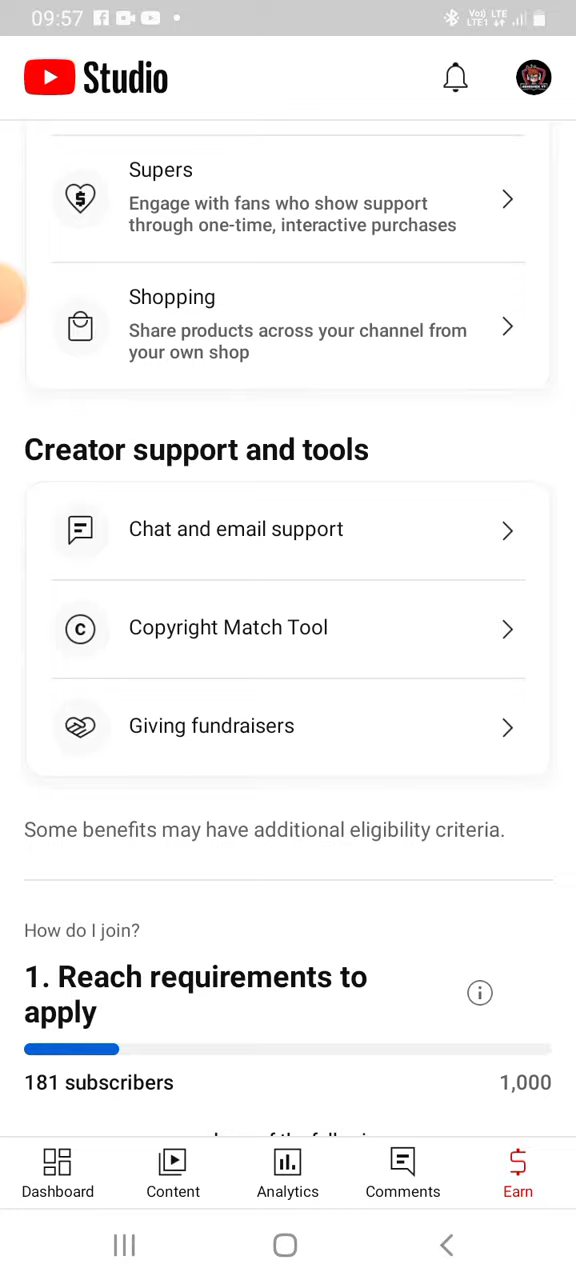 09:57
Vo)) LTE
LTE1
Studio
Supers
Engage with fans who show support
through one-time, interactive purchases
Shopping
Share products across your channel from
your own shop
Creator support and tools
Chat and email support
C
Copyright Match Tool
Giving fundraisers
Some benefits may have additional eligibility criteria.
How do I join?
1. Reach requirements to
apply
181 subscribers
1,000
Dashboard
Content
Analytics
Comments
Earn